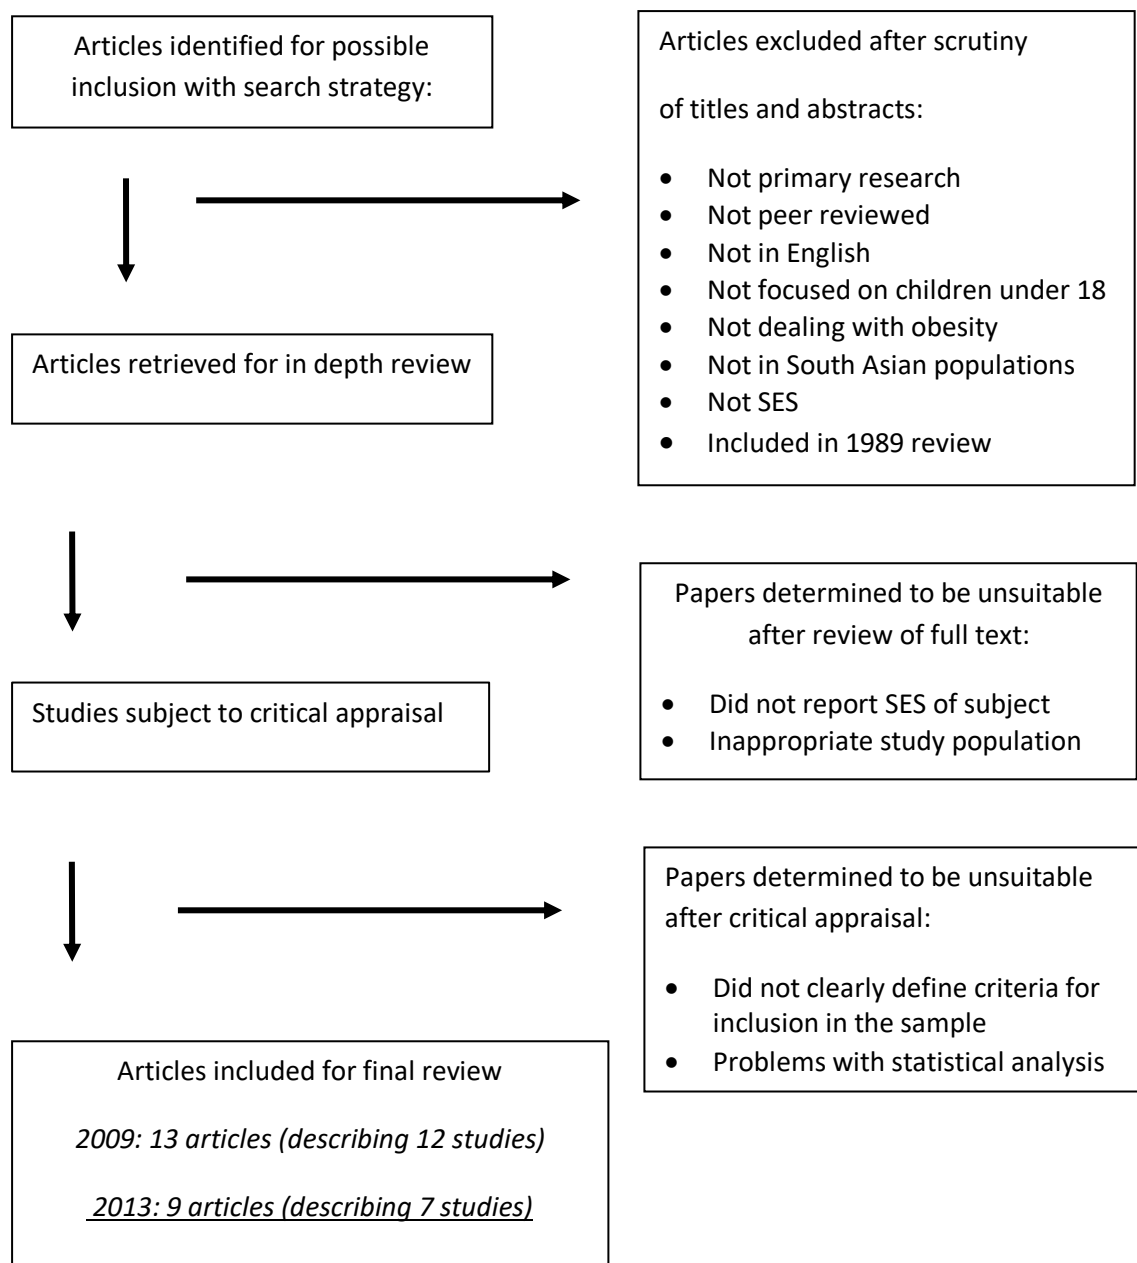 Articles identified for possible
inclusion with search strategy:
Articles excluded after scrutiny
of titles and abstracts:
• Not primary research
• Not peer reviewed
• Not in English
• Not focused on children under 18
• Not dealing with obesity
• Not in South Asian populations
• Not SES
• Included in 1989 review
Articles retrieved for in depth review
Papers determined to be unsuitable
after review of full text:
• Did not report SES of subject
• Inappropriate study population
Studies subject to critical appraisal
Papers determined to be unsuitable
after critical appraisal:
• Did not clearly define criteria for
inclusion in the sample
• Problems with statistical analysis
Articles included for final review
2009: 13 articles (describing 12 studies)
2013: 9 articles (describing 7 studies)